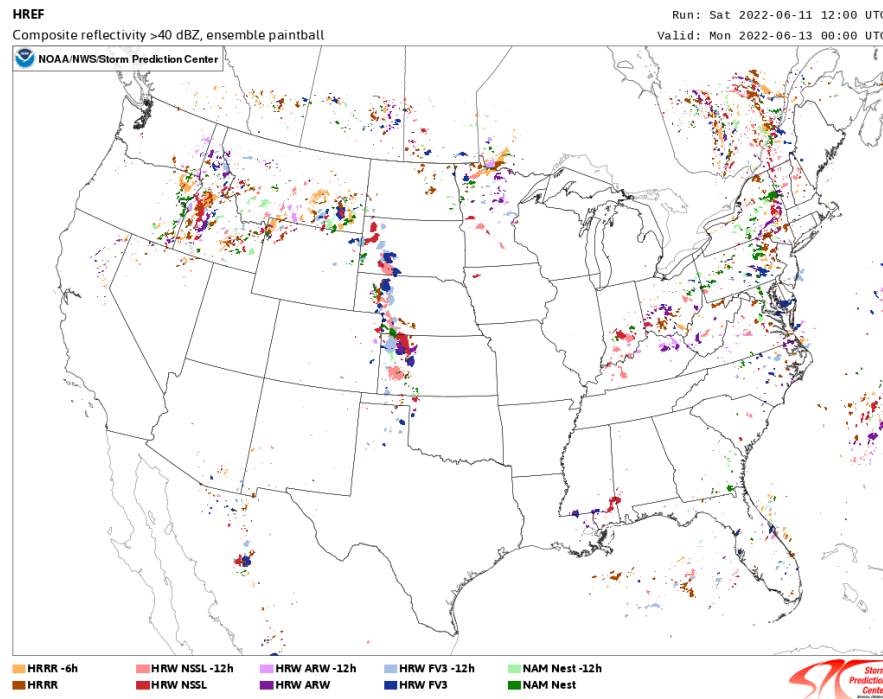 HREF
Run: Sat 2022-06-11 12:00 UTC
Composite reflectivity >40 dBZ, ensemble paintball
Valid: Mon 2022-06-13 00:00 UTC
NOAA/NWS/Storm Prediction Center
HRRR -6h
HRW NSSL -12h
HRW ARW -12h
HRW FV3 -12h
NAM Nest -12h
HRRR
HRW NSSL
HRW ARW
HRW FV3
NAM Nest
Storm
Prediction
Center